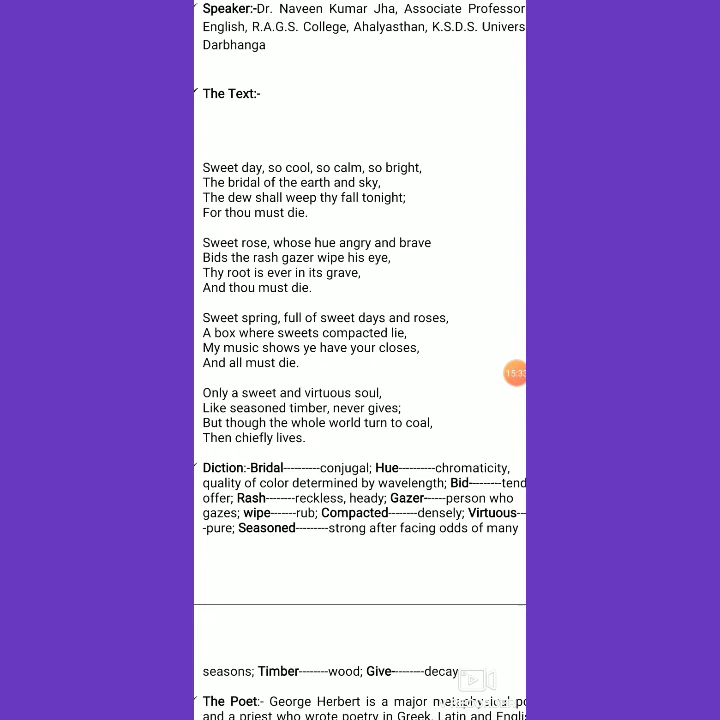 Speaker:-Dr. Naveen Kumar Jha, Associate Professor
English, R.A.G.S. College, Ahalyasthan, K.S.D.S. Univers
Darbhanga
The Text:-
Sweet day, so cool, so calm, so bright,
The bridal of the earth and sky,
The dew shall weep thy fall tonight;
For thou must die.
Sweet rose, whose hue angry and brave
Bids the rash gazer wipe his eye,
Thy root is ever in its grave,
And thou must die.
Sweet spring, full of sweet days and roses,
A box where sweets compacted lie,
My music shows ye have your closes,
And all must die.
15:33
Only a sweet and virtuous soul,
Like seasoned timber, never gives;
But though the whole world turn to coal,
Then chiefly lives.
Diction:-Bridal----------conjugal; Hue----------chromaticity,
quality of color determined by wavelength; Bid---------tend
offer; Rash--------reckless, heady; Gazer------person who
gazes; wipe-------rub; Compacted--------densely; Virtuous---
-pure; Seasoned---------strong after facing odds of many
seasons; Timber--------wood; Give---------decay
The Poet:- George Herbert is a major metaphysical po
and a priest who wrote poetry in Greek, Latin and Engli